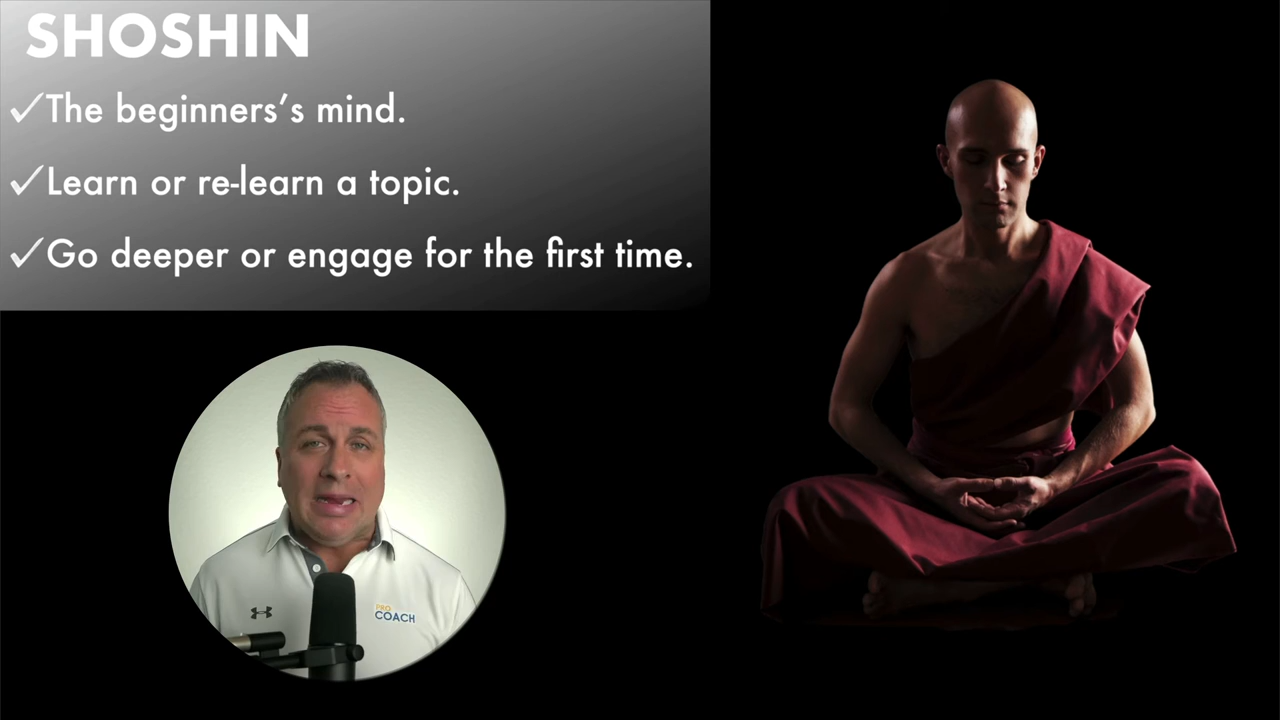 SHOSHIN
✓The beginners's mind.
✓Learn or re-learn a topic.
✓Go deeper or engage for the first time.
PRO
COACH